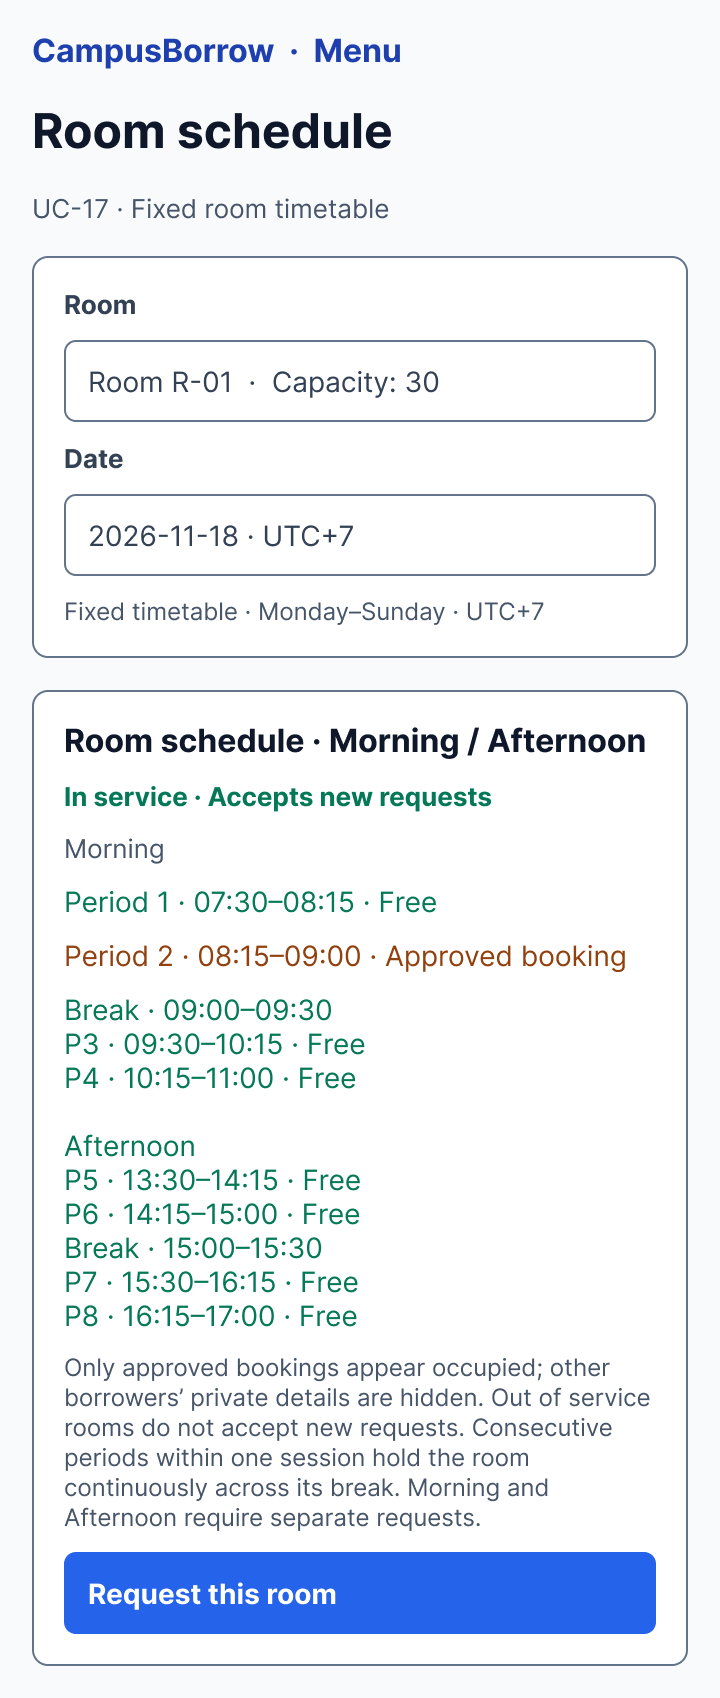 CampusBorrow · Menu
Room schedule
UC-17 · Fixed room timetable
Room
Room R-01 · Capacity: 30
Date
2026-11-18 · UTC+7
Fixed timetable · Monday–Sunday · UTC+7
Room schedule · Morning / Afternoon
In service · Accepts new requests
Morning
Period 1 · 07:30–08:15 · Free
Period 2 · 08:15–09:00 · Approved booking
Break · 09:00–09:30
P3 · 09:30–10:15 · Free
P4 · 10:15–11:00 · Free
Afternoon
P5 · 13:30–14:15 · Free
P6 · 14:15–15:00 · Free
Break · 15:00–15:30
P7 · 15:30–16:15 · Free
P8 · 16:15–17:00 · Free
Only approved bookings appear occupied; other
borrowers’ private details are hidden. Out of service
rooms do not accept new requests. Consecutive
periods within one session hold the room
continuously across its break. Morning and
Afternoon require separate requests.
Request this room